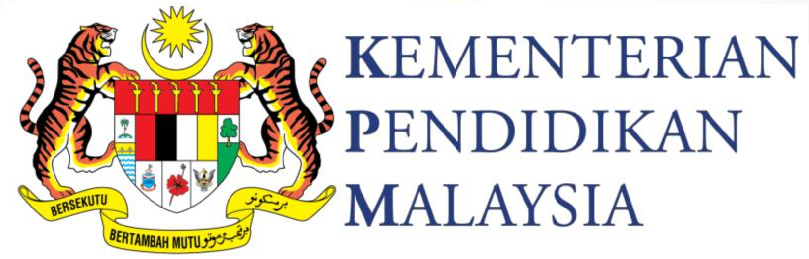 KEMENTERIAN
PENDIDIKAN
MALAYSIA
BERSEKUTU
برسکوتو
BERTAMBAH MUTU
برتمبه موتو